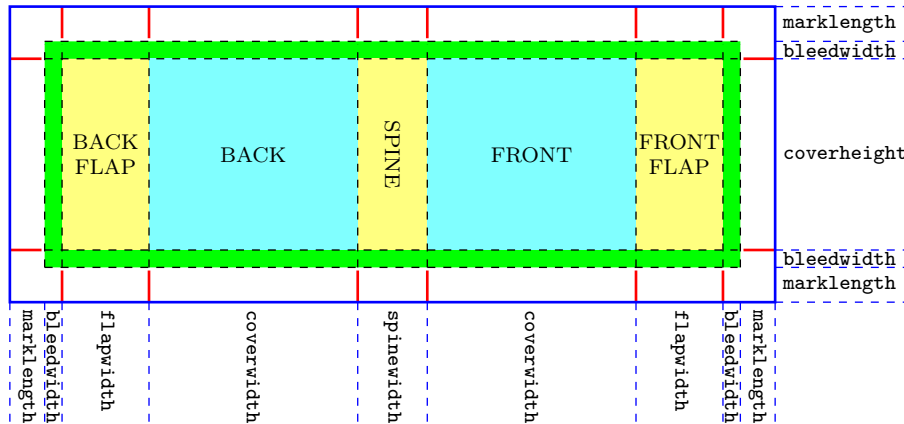 marklength
bleedwidth
BACK
FLAP
BACK
SPINE
FRONT
FRONT
FLAP
coverheight
bleedwidth
marklength
marklength
bleedwidth
flapwidth
coverwidth
spinewidth
coverwidth
flapwidth
bleedwidth
marklength